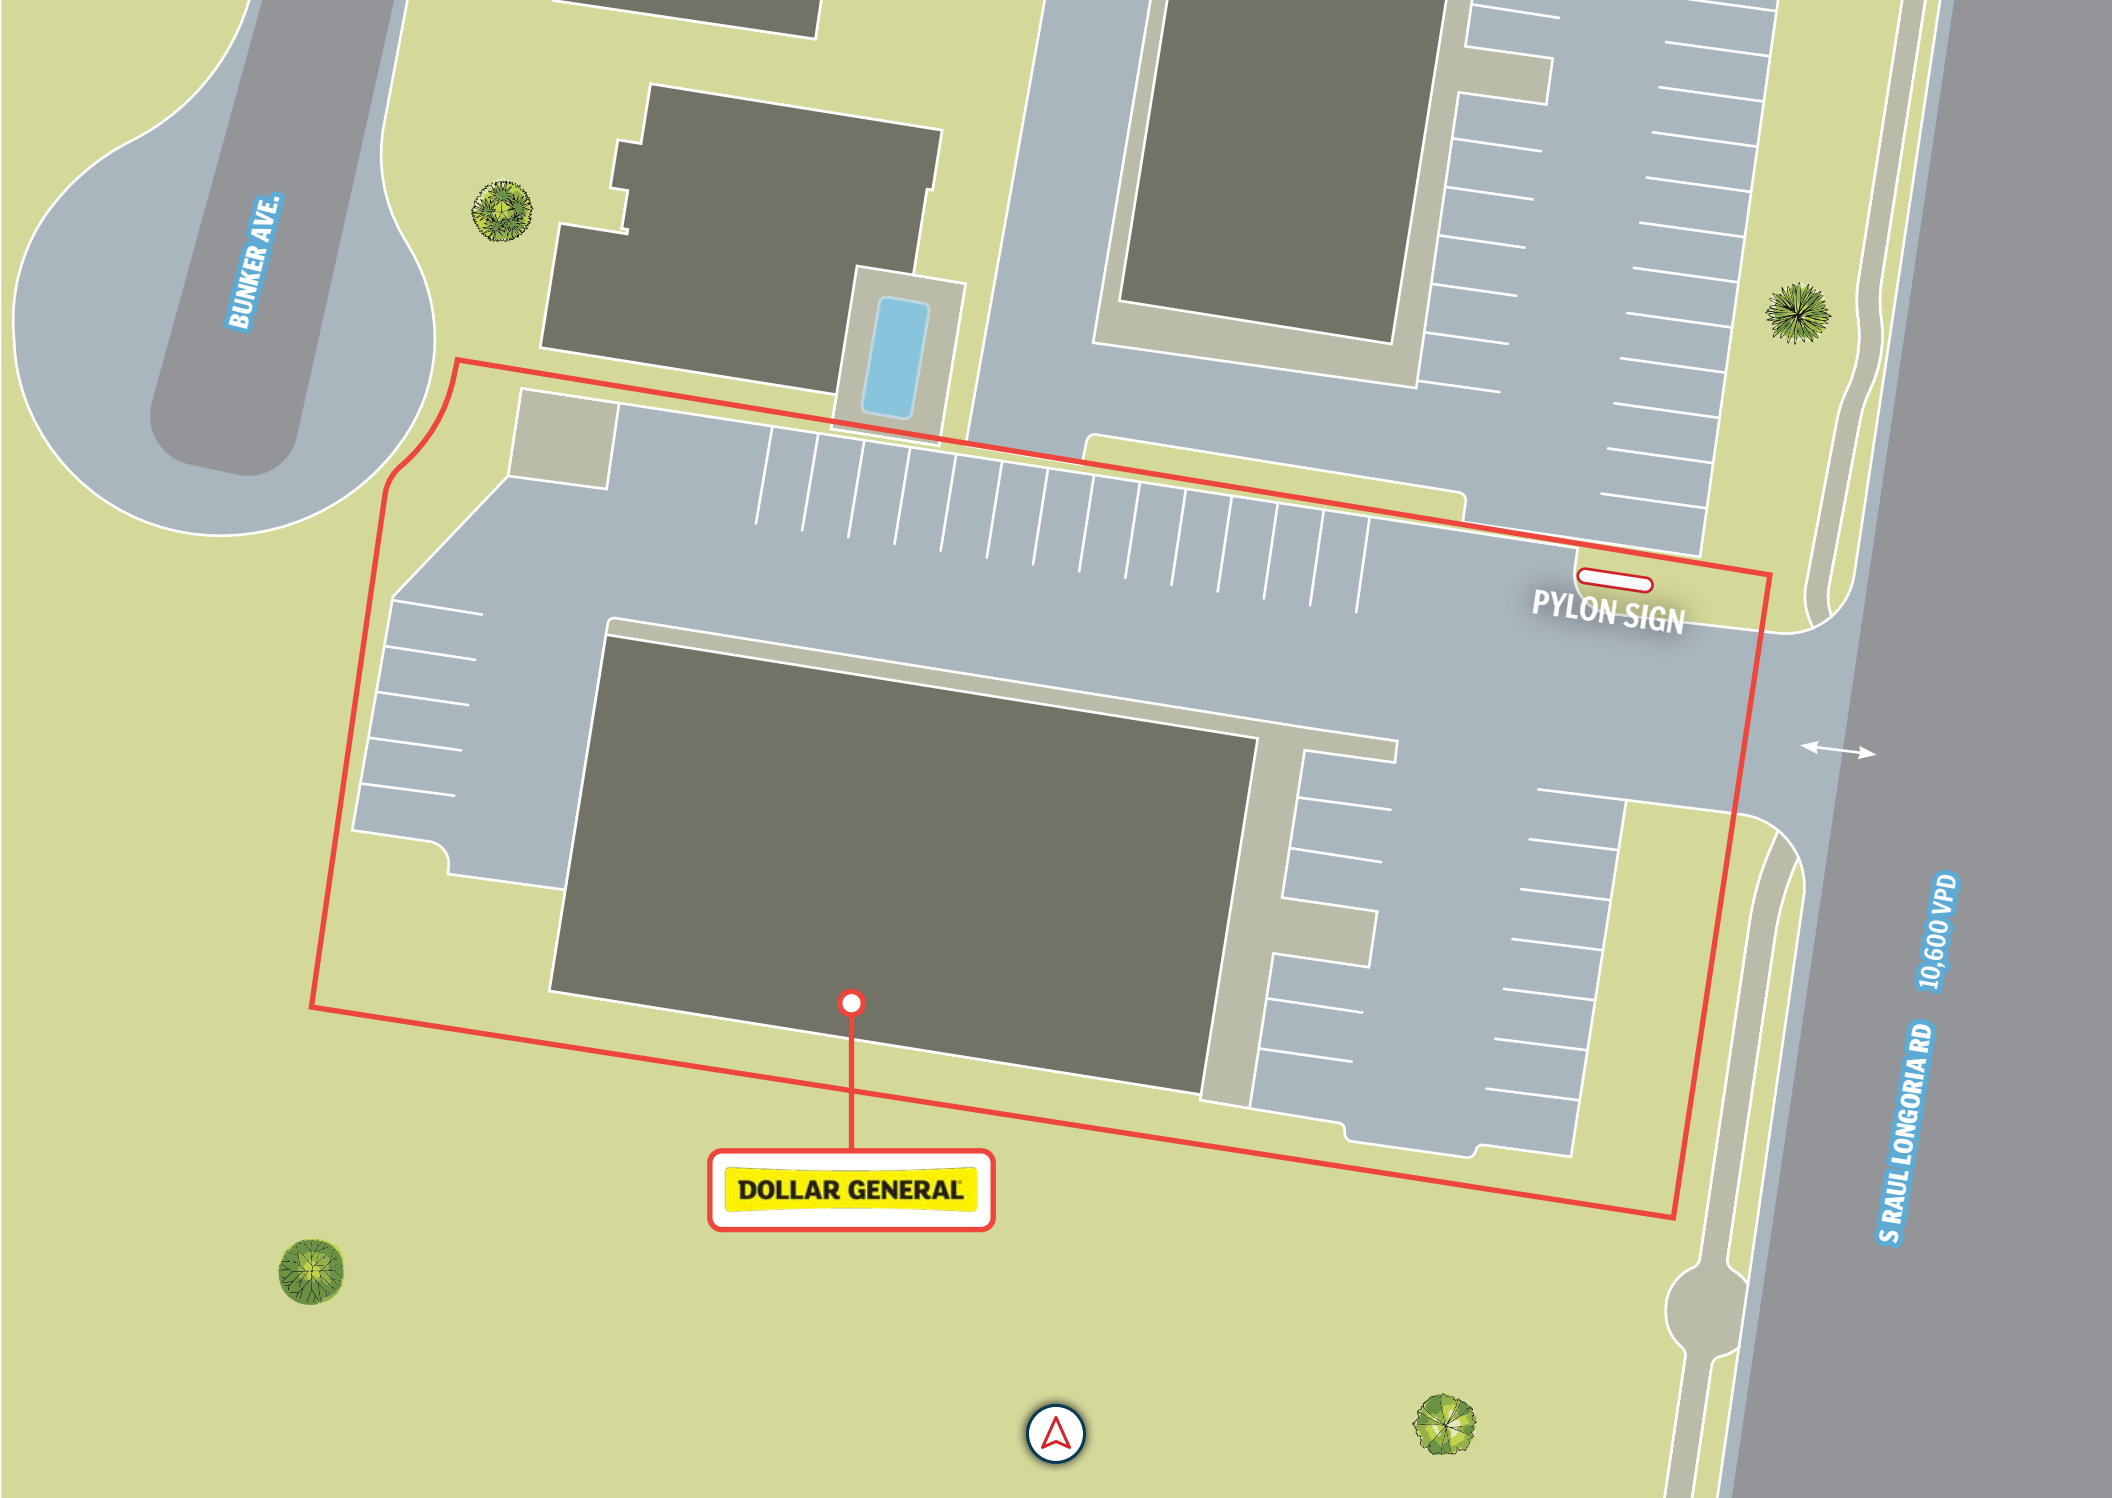 BUNKER AVE.
PYLON SIGN
10,600 VPD
S RAUL LONGORIA RD
DOLLAR GENERAL